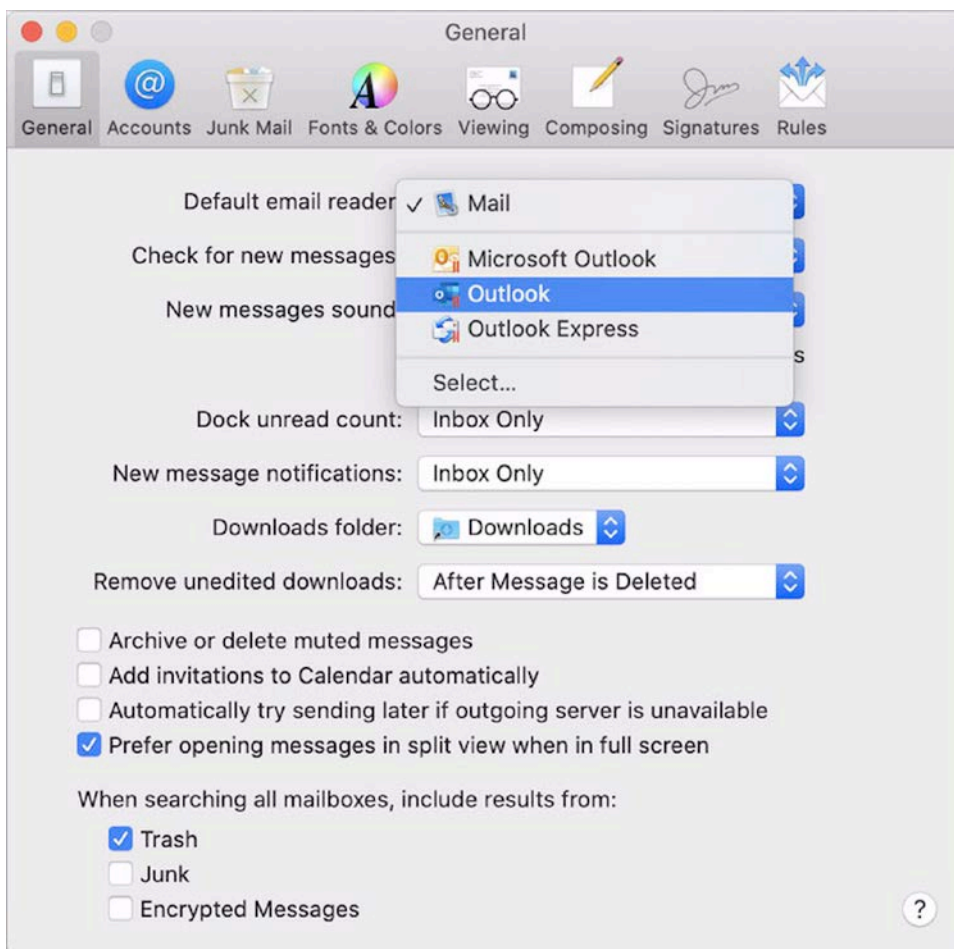 General
General Accounts Junk Mail Fonts & Colors Viewing Composing Signatures Rules
Default email reader ✓ Mail
Check for new messages Microsoft Outlook
Outlook
New messages sound Outlook Express
s
Select...
Dock unread count: Inbox Only
New message notifications: Inbox Only
Downloads folder: Downloads
Remove unedited downloads: After Message is Deleted
Archive or delete muted messages
Add invitations to Calendar automatically
Automatically try sending later if outgoing server is unavailable
Prefer opening messages in split view when in full screen
When searching all mailboxes, include results from:
Trash
Junk
Encrypted Messages
?